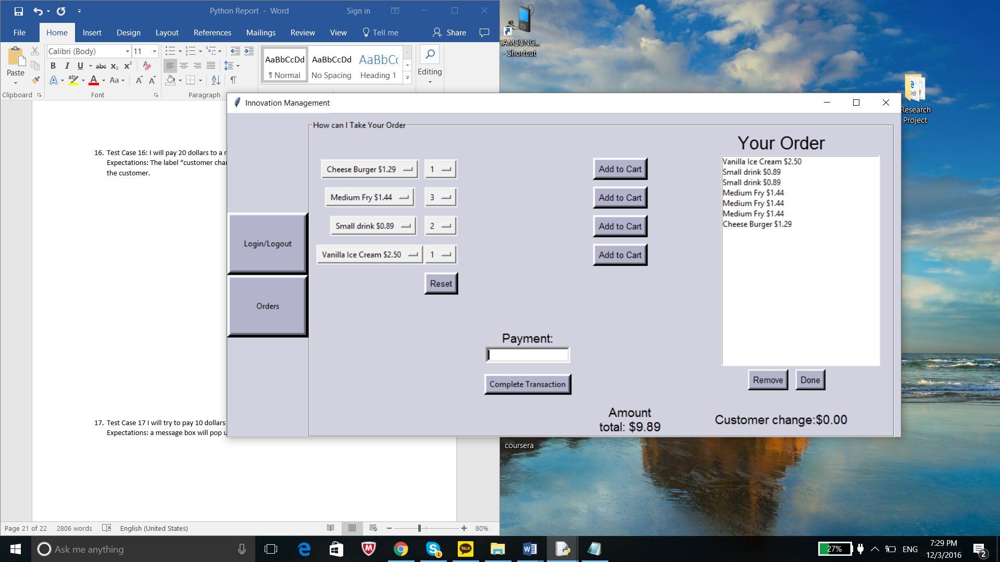 Python Report - Word
Sign in
File
Home
Insert
Design
Layout
References
Mailings
Review
View
Tell me
Share
Paste
Calibri (Body)
11
B I U abc X₂ X²
A ab A Aa A A
AaBbCcDd
AaBbCcDd
AaBbCc
¶ Normal
No Spacing
Heading 1
Editing
Clipboard
Font
Paragraph
16. Test Case 16: I will pay 20 dollars to a
Expectations: The label “customer
the customer.
17. Test Case 17 I will try to pay 10 dollars
Expectations: a message box will pop
Page 21 of 22
2806 words
English (United States)
80%
Innovation Management
How can I Take Your Order
Login/Logout
Orders
Cheese Burger $1.29
1
Add to Cart
Medium Fry $1.44
3
Add to Cart
Small drink $0.89
2
Add to Cart
Vanilla Ice Cream $2.50
1
Add to Cart
Reset
Payment:
Complete Transaction
Amount
total: $9.89
Your Order
Vanilla Ice Cream $2.50
Small drink $0.89
Small drink $0.89
Medium Fry $1.44
Medium Fry $1.44
Medium Fry $1.44
Cheese Burger $1.29
Remove
Done
Customer change:$0.00
SAMSUNG...
- Shortcut
Research
Project
coursera
Ask me anything
TALK
27%
ENG
7:29 PM
12/3/2016
1
2